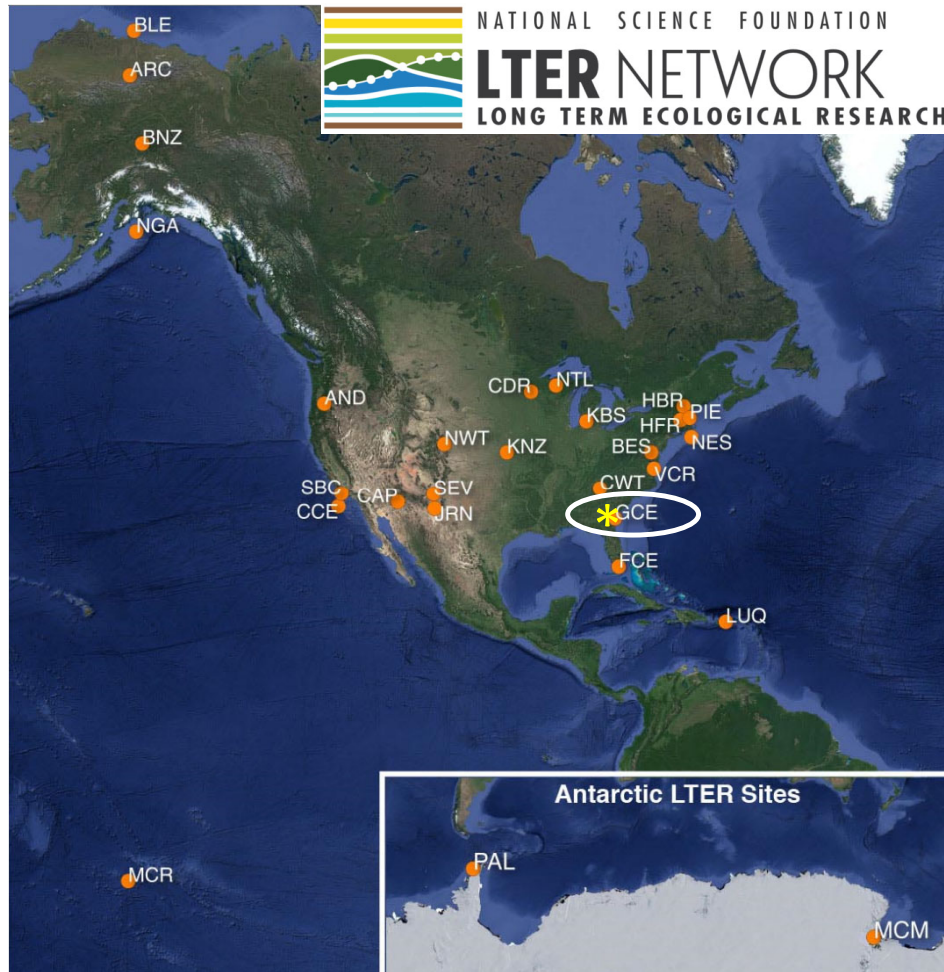 NATIONAL SCIENCE FOUNDATION
LTER NETWORK
LONG TERM ECOLOGICAL RESEARCH
BLE
ARC
BNZ
NGA
AND
CDR
NTL
KBS
HBR
PIE
HFR
NES
NWT
KNZ
BES
VCR
SBC
CAP
SEV
CWT
CCE
JRN
*GCE
FCE
LUQ
MCR
Antarctic LTER Sites
PAL
MCM